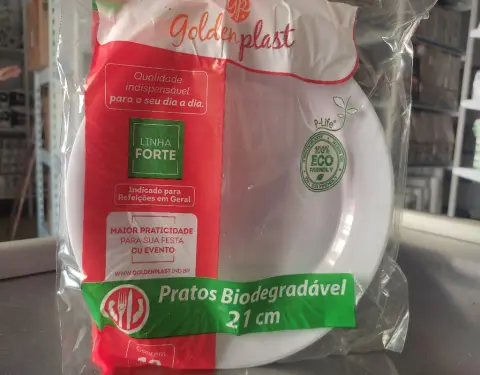 Goldenplast
Qualidade
indispensável
para o seu dia a dia.
P-Life®
LINHA
FORTE
100%
ECO
FRIENDLY
Indicado para
Refeições em Geral
MAIOR PRATICIDADE
PARA SUA FESTA
OU EVENTO
WWW.GOLDENPLAST.IND.BR
Pratos Biodegradável
21 cm